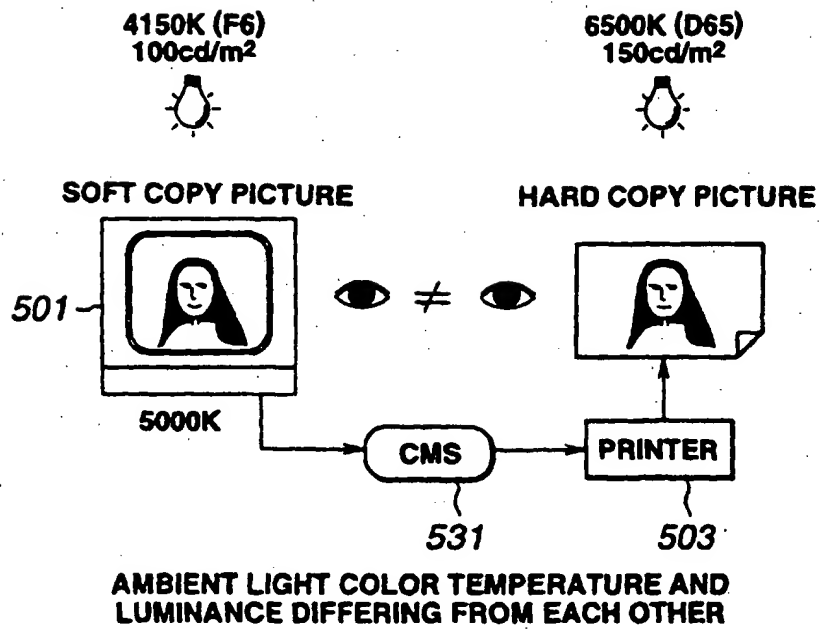 4150K (F6)
100cd/m²
6500K (D65)
150cd/m²
SOFT COPY PICTURE
HARD COPY PICTURE
501
≠
5000K
CMS
PRINTER
531
503
AMBIENT LIGHT COLOR TEMPERATURE AND
LUMINANCE DIFFERING FROM EACH OTHER